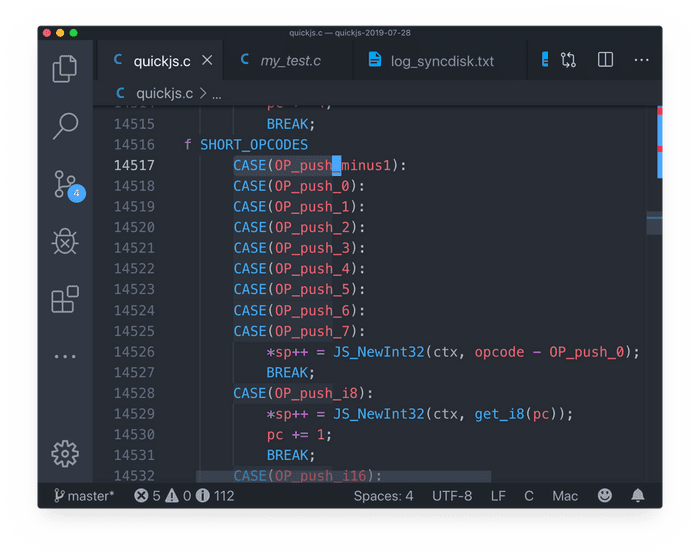 quickjs.c — quickjs-2019-07-28
C quickjs.c × C my_test.c log_syncdisk.txt ...
C quickjs.c > ...
14515 BREAK;
14516 f SHORT_OPCODES
14517 CASE(OP_push_minus1):
14518 CASE(OP_push_0):
14519 CASE(OP_push_1):
14520 CASE(OP_push_2):
14521 CASE(OP_push_3):
14522 CASE(OP_push_4):
14523 CASE(OP_push_5):
14524 CASE(OP_push_6):
14525 CASE(OP_push_7):
14526 *sp++ = JS_NewInt32(ctx, opcode - OP_push_0);
14527 BREAK;
14528 CASE(OP_push_i8):
14529 *sp++ = JS_NewInt32(ctx, get_i8(pc));
14530 pc += 1;
14531 BREAK;
14532 CASE(OP_push_i16):
4
master* 5 0 112 Spaces: 4 UTF-8 LF C Mac